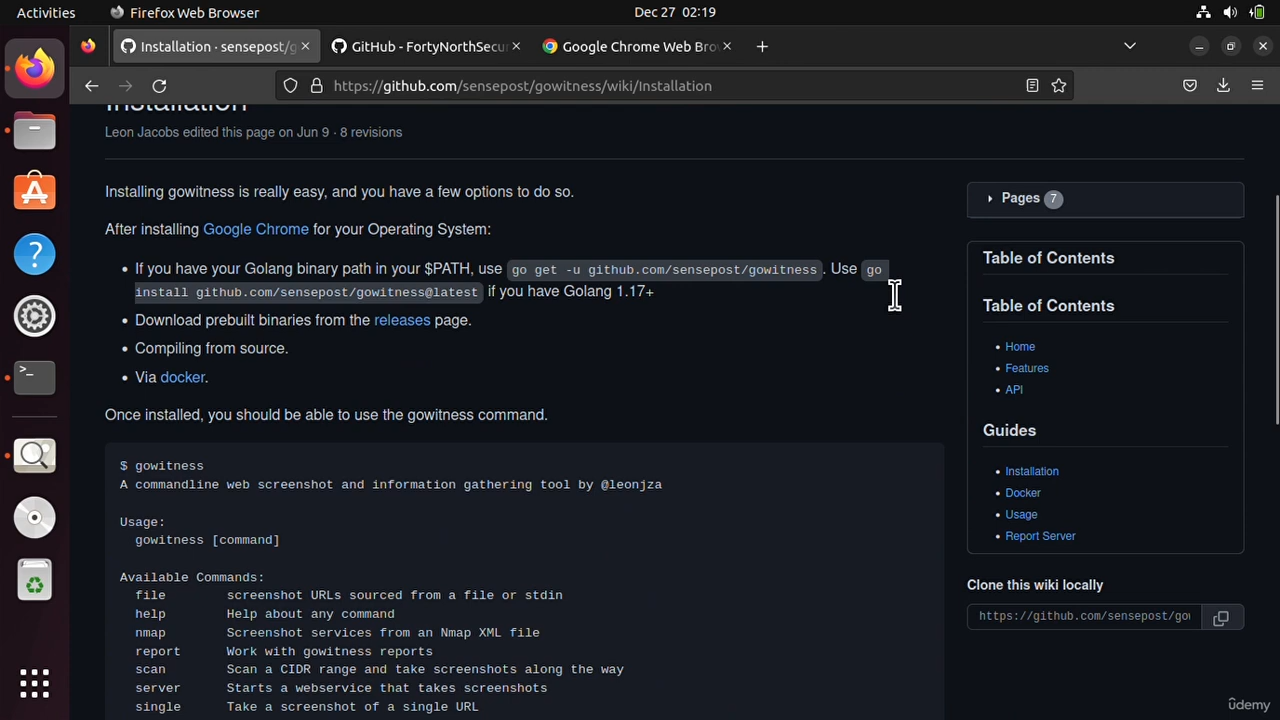 Activities
Firefox Web Browser
Dec 27 02:19
Installation · sensepost/g
GitHub - FortyNorthSecu
Google Chrome Web Bro
https://github.com/sensepost/gowitness/wiki/Installation
Installation
Leon Jacobs edited this page on Jun 9 · 8 revisions
Installing gowitness is really easy, and you have a few options to do so.
After installing Google Chrome for your Operating System:
• If you have your Golang binary path in your $PATH, use go get -u github.com/sensepost/gowitness. Use go
install github.com/sensepost/gowitness@latest if you have Golang 1.17+
• Download prebuilt binaries from the releases page.
• Compiling from source.
• Via docker.
Once installed, you should be able to use the gowitness command.
$ gowitness
A commandline web screenshot and information gathering tool by @leonjza
Usage:
gowitness [command]
Available Commands:
file screenshot URLs sourced from a file or stdin
help Help about any command
nmap Screenshot services from an Nmap XML file
report Work with gowitness reports
scan Scan a CIDR range and take screenshots along the way
server Starts a webservice that takes screenshots
single Take a screenshot of a single URL
Pages 7
Table of Contents
Table of Contents
• Home
• Features
• API
Guides
• Installation
• Docker
• Usage
• Report Server
Clone this wiki locally
https://github.com/sensepost/go
ûdemy